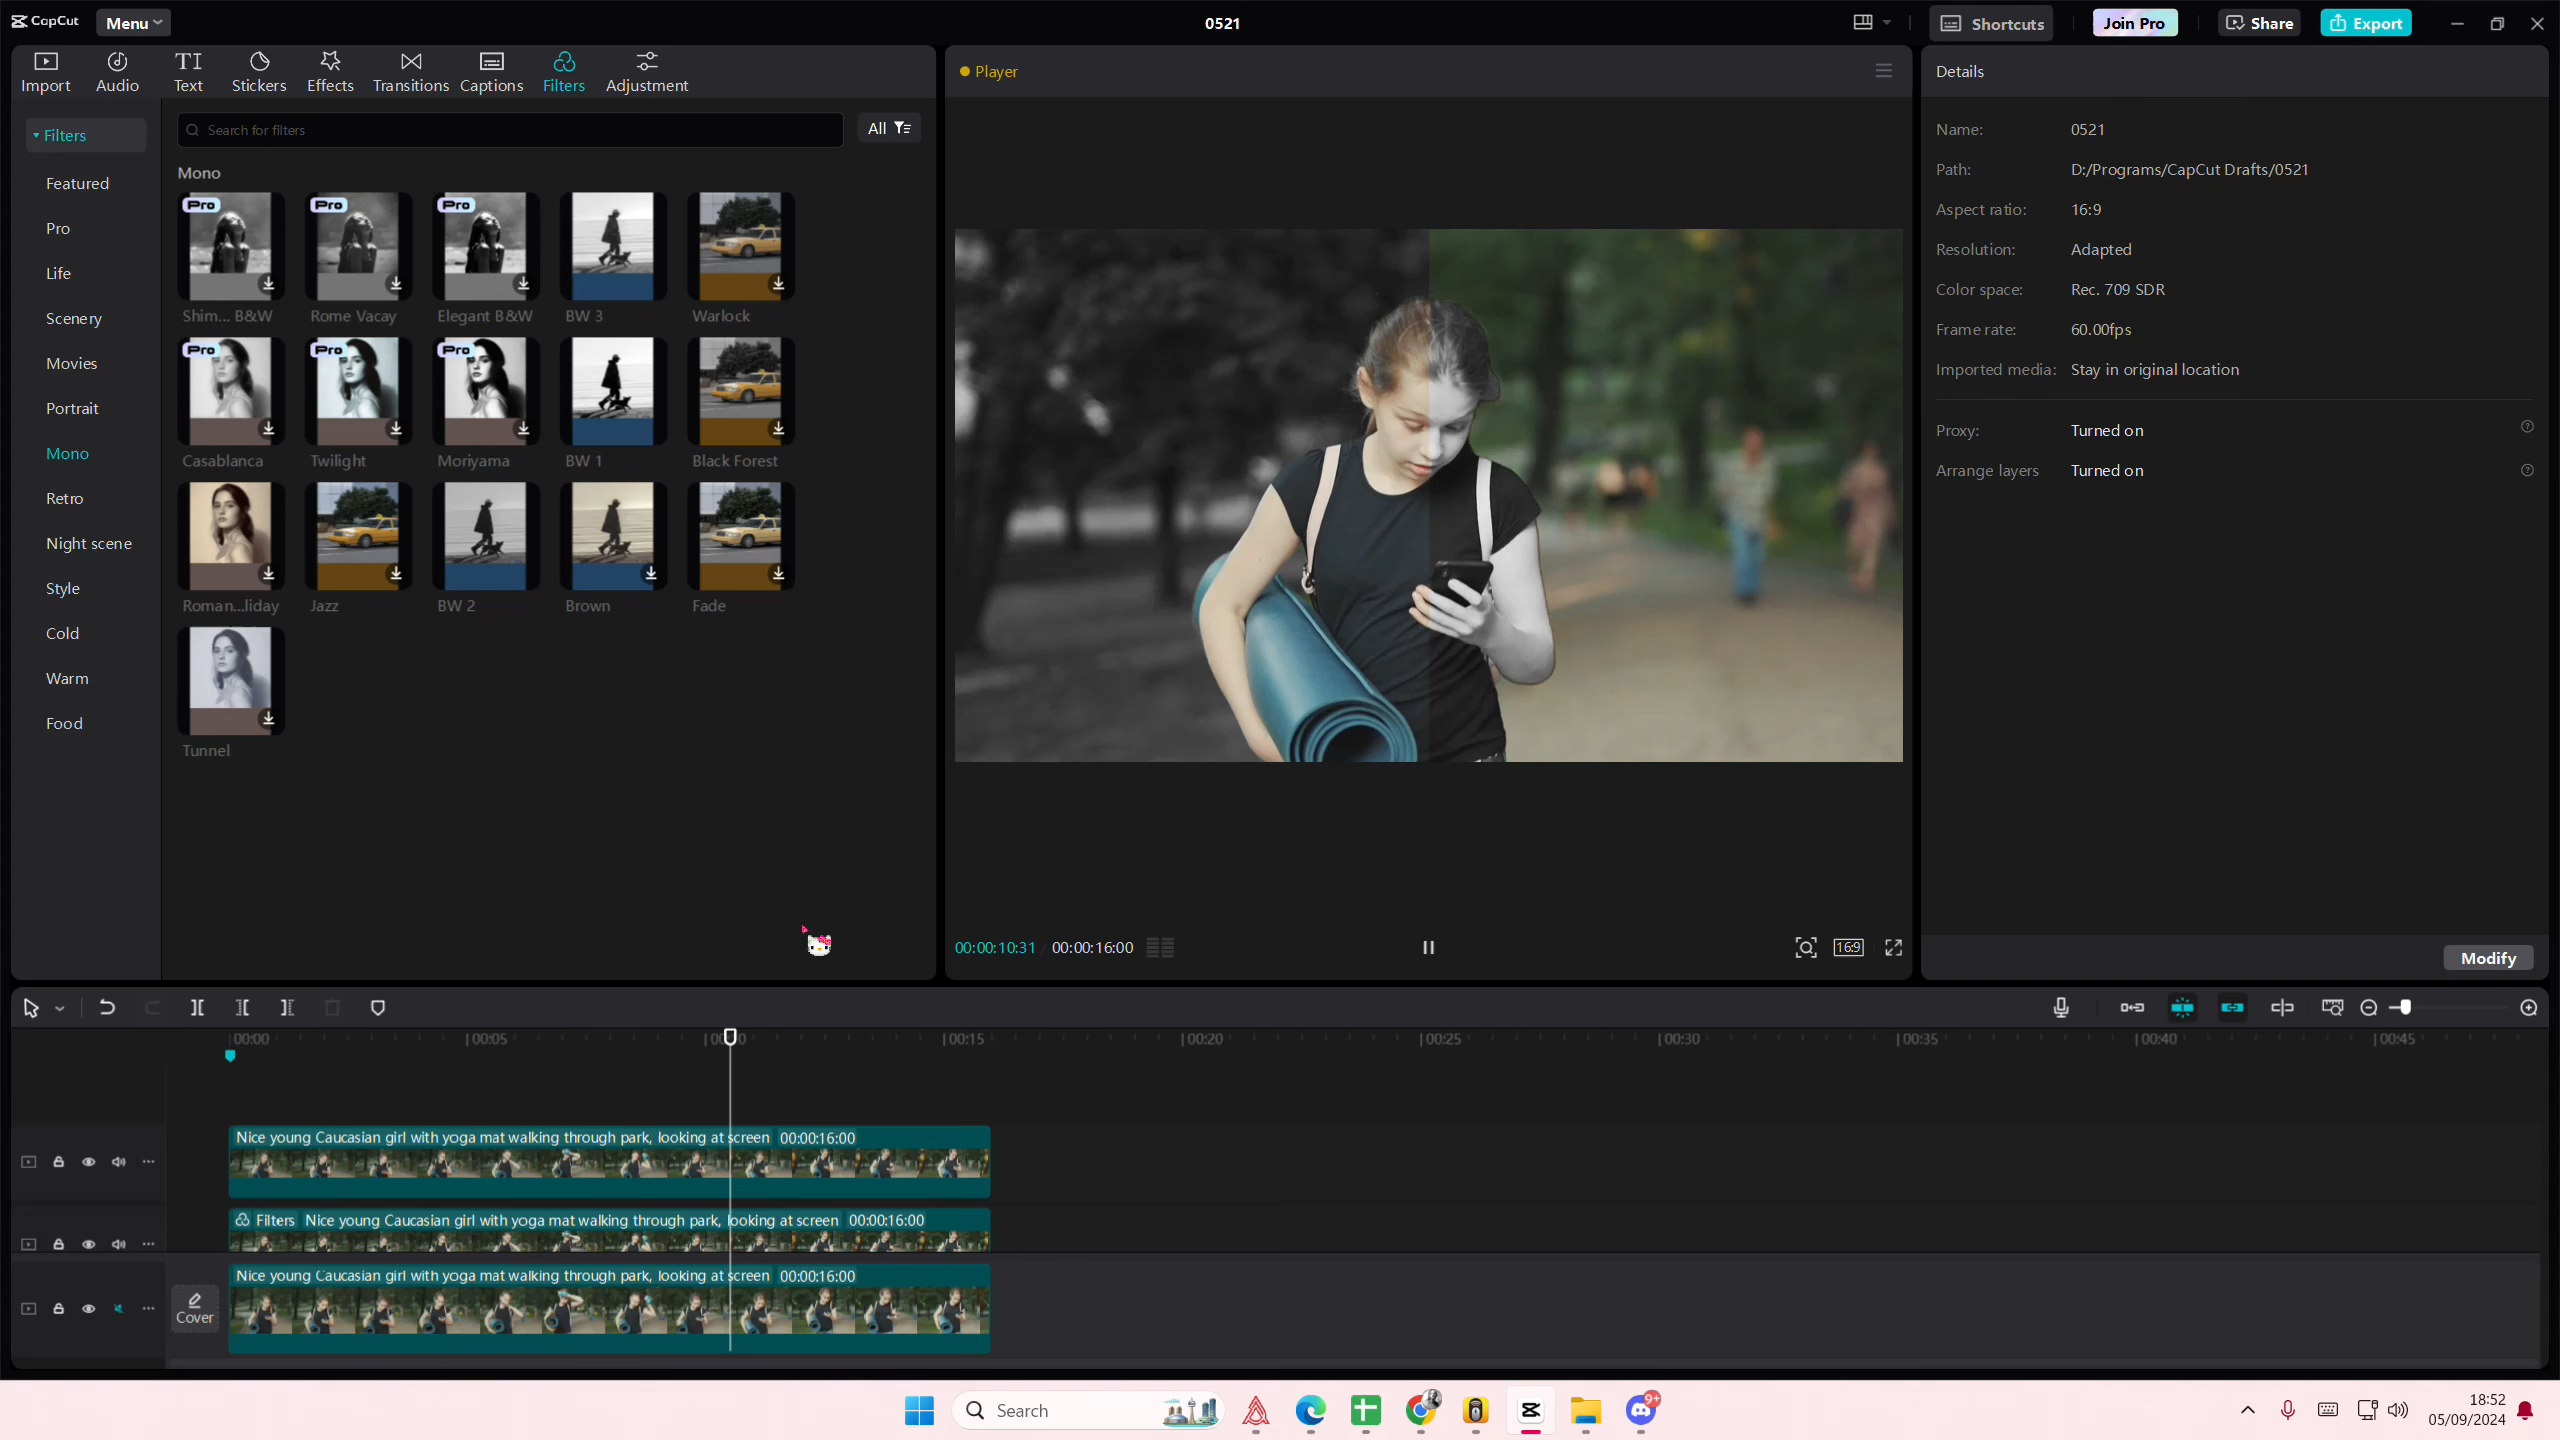 CapCut Menu 0521 Shortcuts Join Pro Share Export
Import Audio Text Stickers Effects Transitions Captions Filters Adjustment
Player
Details
Filters
Featured
Pro
Life
Scenery
Movies
Portrait
Mono
Retro
Night scene
Style
Cold
Warm
Food
Search for filters All
Mono
Pro Pro Pro
Shim... B&W Rome Vacay Elegant B&W BW 3 Warlock
Pro Pro Pro
Casablanca Twilight Moriyama BW 1 Black Forest
Roman...liday Jazz BW 2 Brown Fade
Tunnel
00:00:10:31 / 00:00:16:00 16:9
Name: 0521
Path: D:/Programs/CapCut Drafts/0521
Aspect ratio: 16:9
Resolution: Adapted
Color space: Rec. 709 SDR
Frame rate: 60.00fps
Imported media: Stay in original location
Proxy: Turned on
Arrange layers Turned on
Modify
00:00 00:05 00:15 00:20 00:25 00:30 00:35 00:40 00:45
Nice young Caucasian girl with yoga mat walking through park, looking at screen 00:00:16:00
Filters Nice young Caucasian girl with yoga mat walking through park, looking at screen 00:00:16:00
Nice young Caucasian girl with yoga mat walking through park, looking at screen 00:00:16:00
Cover
Search 9+
18:52
05/09/2024